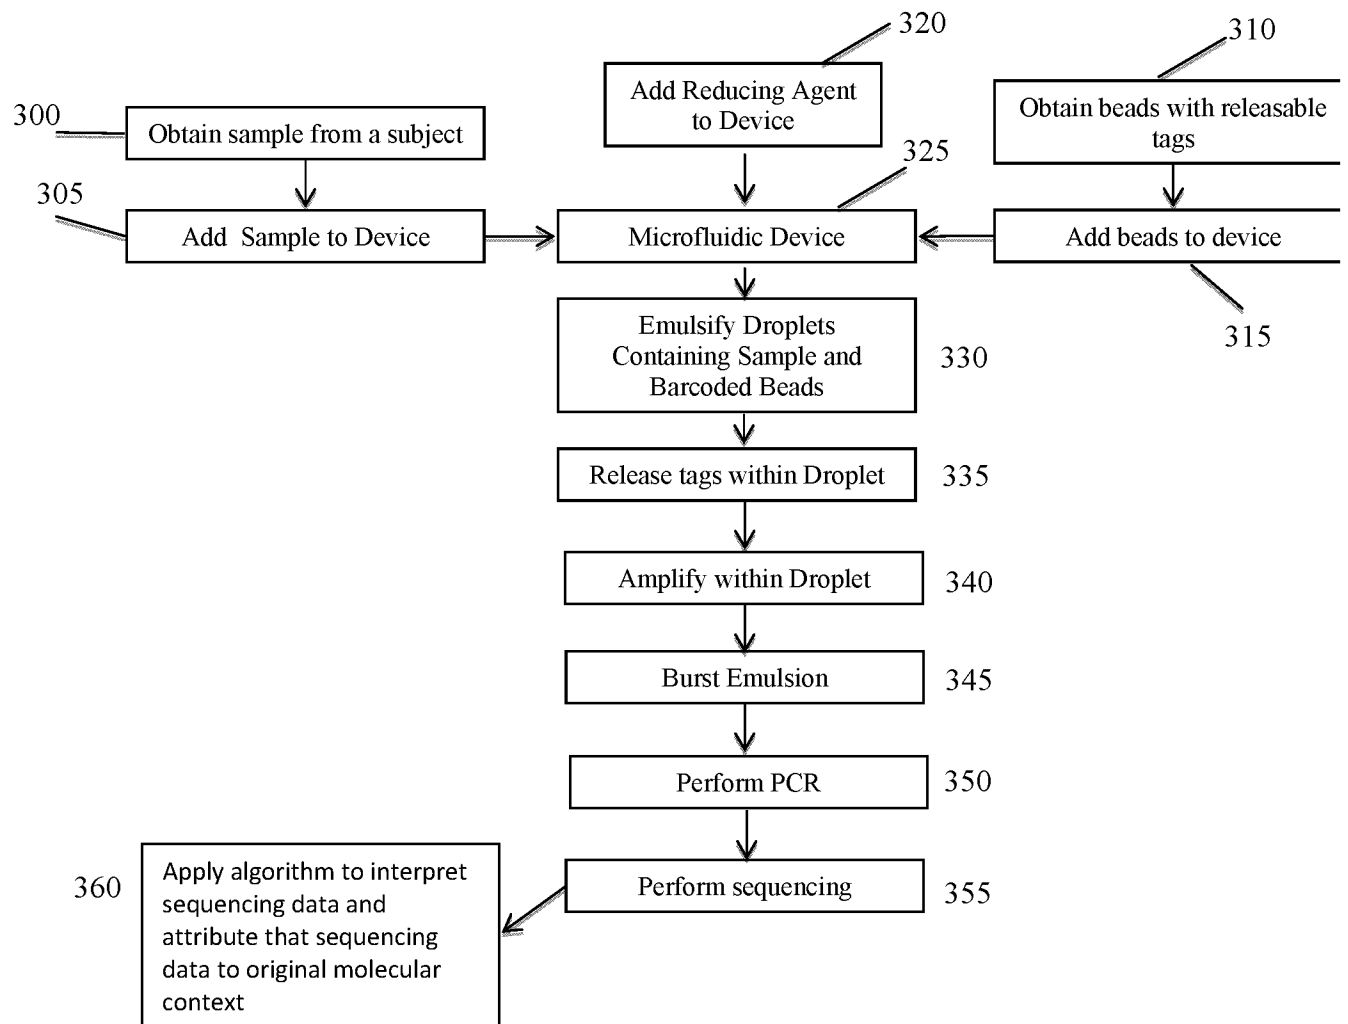 320
310
Add Reducing Agent
to Device
Obtain beads with releasable
tags
300
Obtain sample from a subject
325
305
Add Sample to Device
Microfluidic Device
Add beads to device
315
Emulsify Droplets
Containing Sample and
Barcoded Beads
330
Release tags within Droplet
335
Amplify within Droplet
340
Burst Emulsion
345
Perform PCR
350
Perform sequencing
355
360
Apply algorithm to interpret
sequencing data and
attribute that sequencing
data to original molecular
context